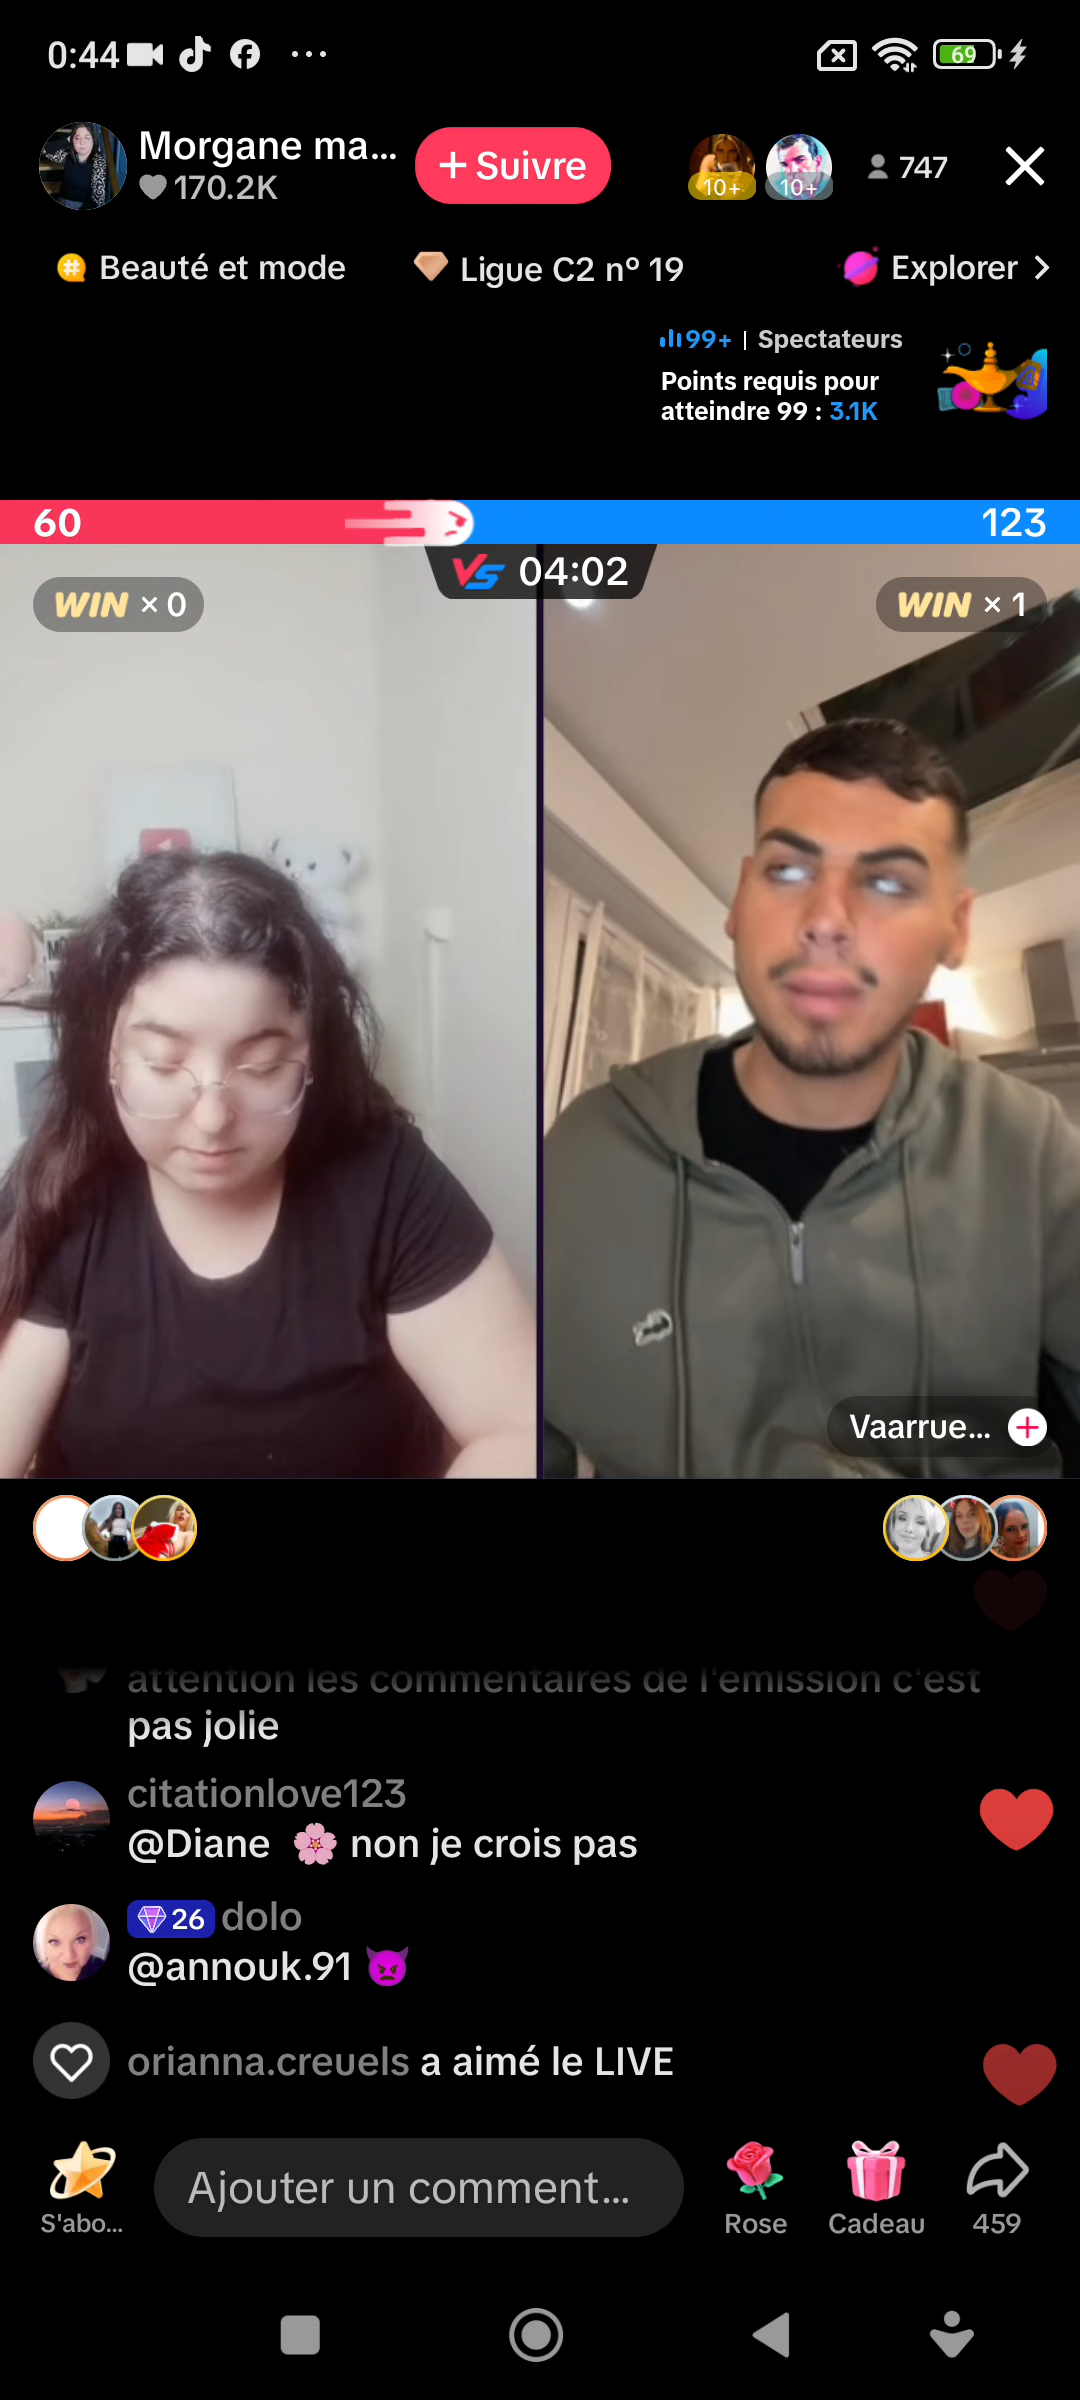 0:44
69
Morgane ma...
170.2K
+ Suivre
10+
10+
747
Beauté et mode
Ligue C2 n° 19
Explorer >
99+ | Spectateurs
Points requis pour
atteindre 99 : 3.1K
60
123
VS 04:02
WIN × 0
WIN × 1
Vaarrue...
attention les commentaires de l'émission c'est
pas jolie
citationlove123
@Diane 🌸 non je crois pas
26 dolo
@annouk.91 👿
orianna.creuels a aimé le LIVE
S'abo...
Ajouter un comment...
Rose
Cadeau
459